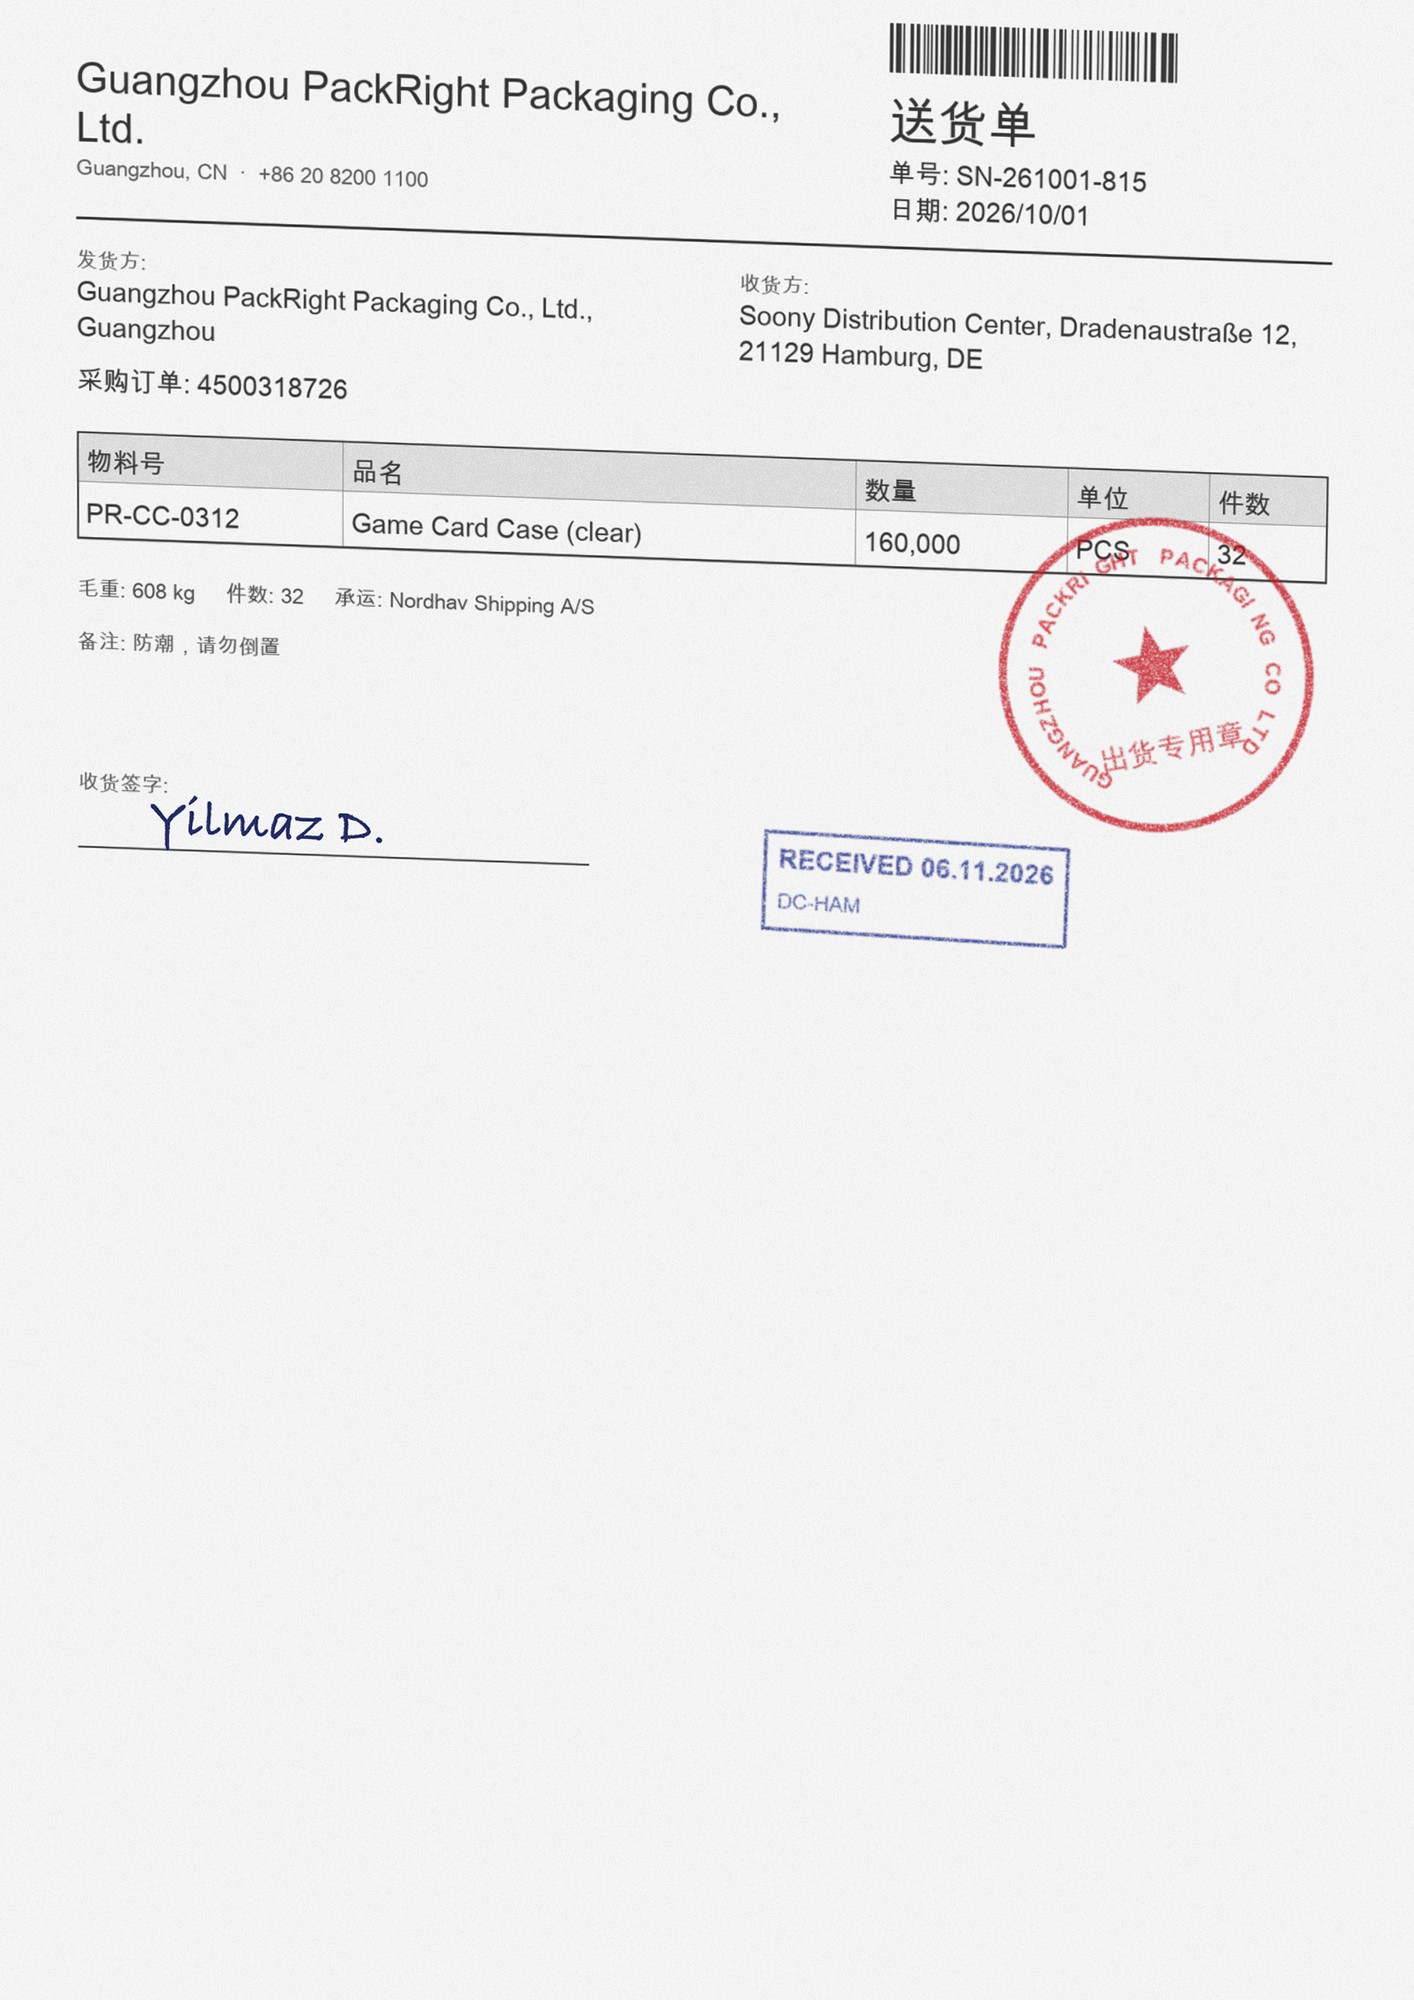 Guangzhou PackRight Packaging Co.,
Ltd.
Guangzhou, CN · +86 20 8200 1100
送货单
单号: SN-261001-815
日期: 2026/10/01
发货方:
Guangzhou PackRight Packaging Co., Ltd.,
Guangzhou
收货方:
Soony Distribution Center, Dradenaustraße 12,
21129 Hamburg, DE
采购订单: 4500318726
物料号 品名 数量 单位 件数
PR-CC-0312 Game Card Case (clear) 160,000 PCS 32
毛重: 608 kg 件数: 32 承运: Nordhav Shipping A/S
备注: 防潮，请勿倒置
GUANGZHOU PACKRIGHT PACKAGING CO LTD
出货专用章
收货签字:
Yilmaz D.
RECEIVED 06.11.2026
DC-HAM